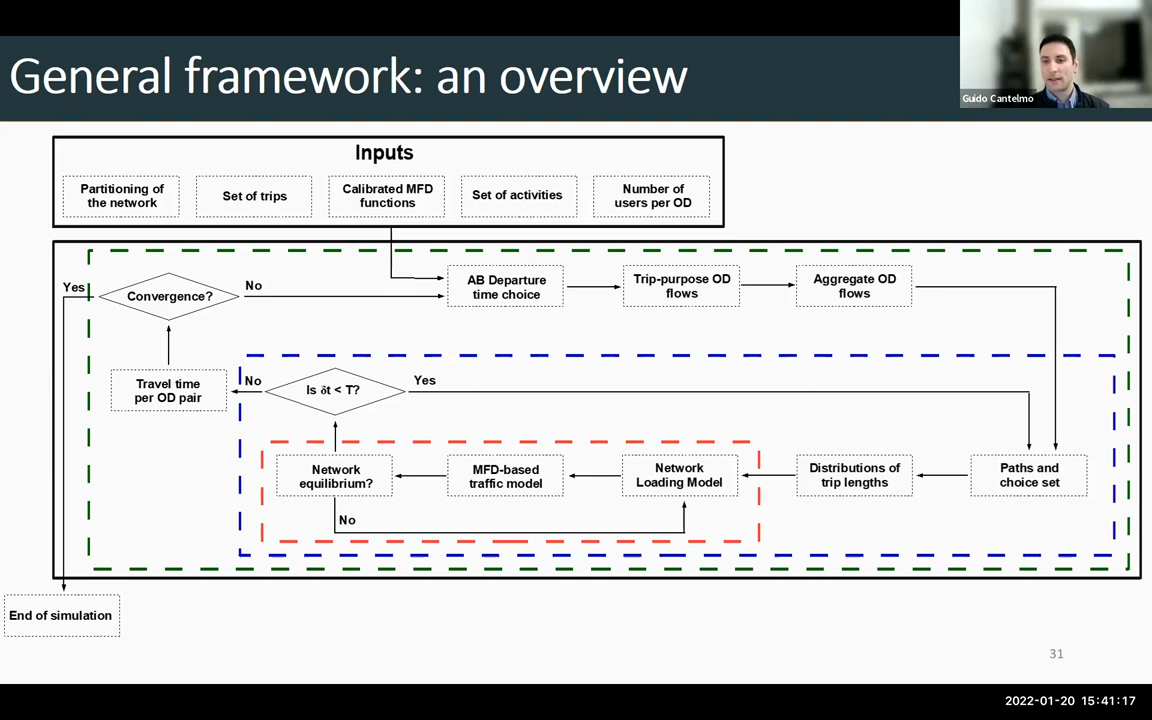 General framework: an overview
Guido Cantelmo
Inputs
Partitioning of
the network
Set of trips
Calibrated MFD
functions
Set of activities
Number of
users per OD
Yes
Convergence?
No
AB Departure
time choice
Trip-purpose OD
flows
Aggregate OD
flows
Travel time
per OD pair
No
Is δt < T?
Yes
Network
equilibrium?
MFD-based
traffic model
Network
Loading Model
Distributions of
trip lengths
Paths and
choice set
No
End of simulation
31
2022-01-20 15:41:17